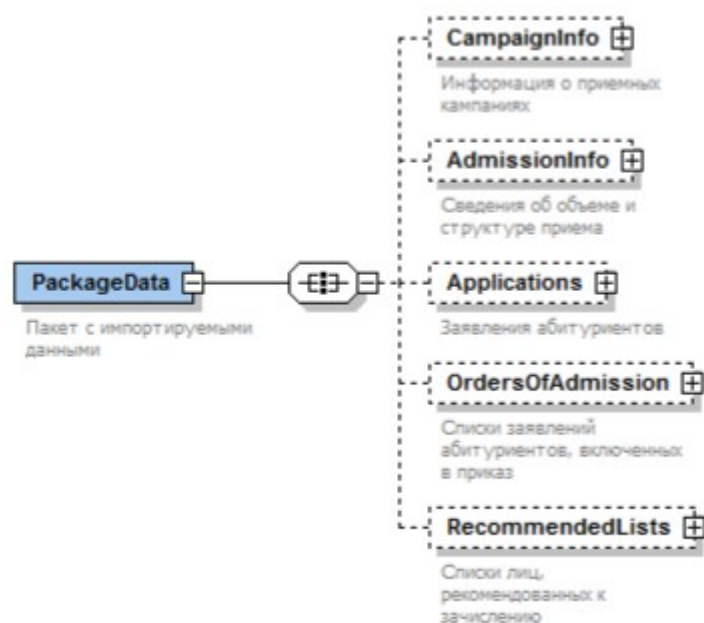 CampaignInfo
Информация о приемных
кампаниях
AdmissionInfo
Сведения об объеме и
структуре приема
PackageData
Пакет с импортируемыми
данными
Applications
Заявления абитуриентов
OrdersOfAdmission
Списки заявлений
абитуриентов, включенных
в приказ
RecommendedLists
Списки лиц,
рекомендованных к
зачислению